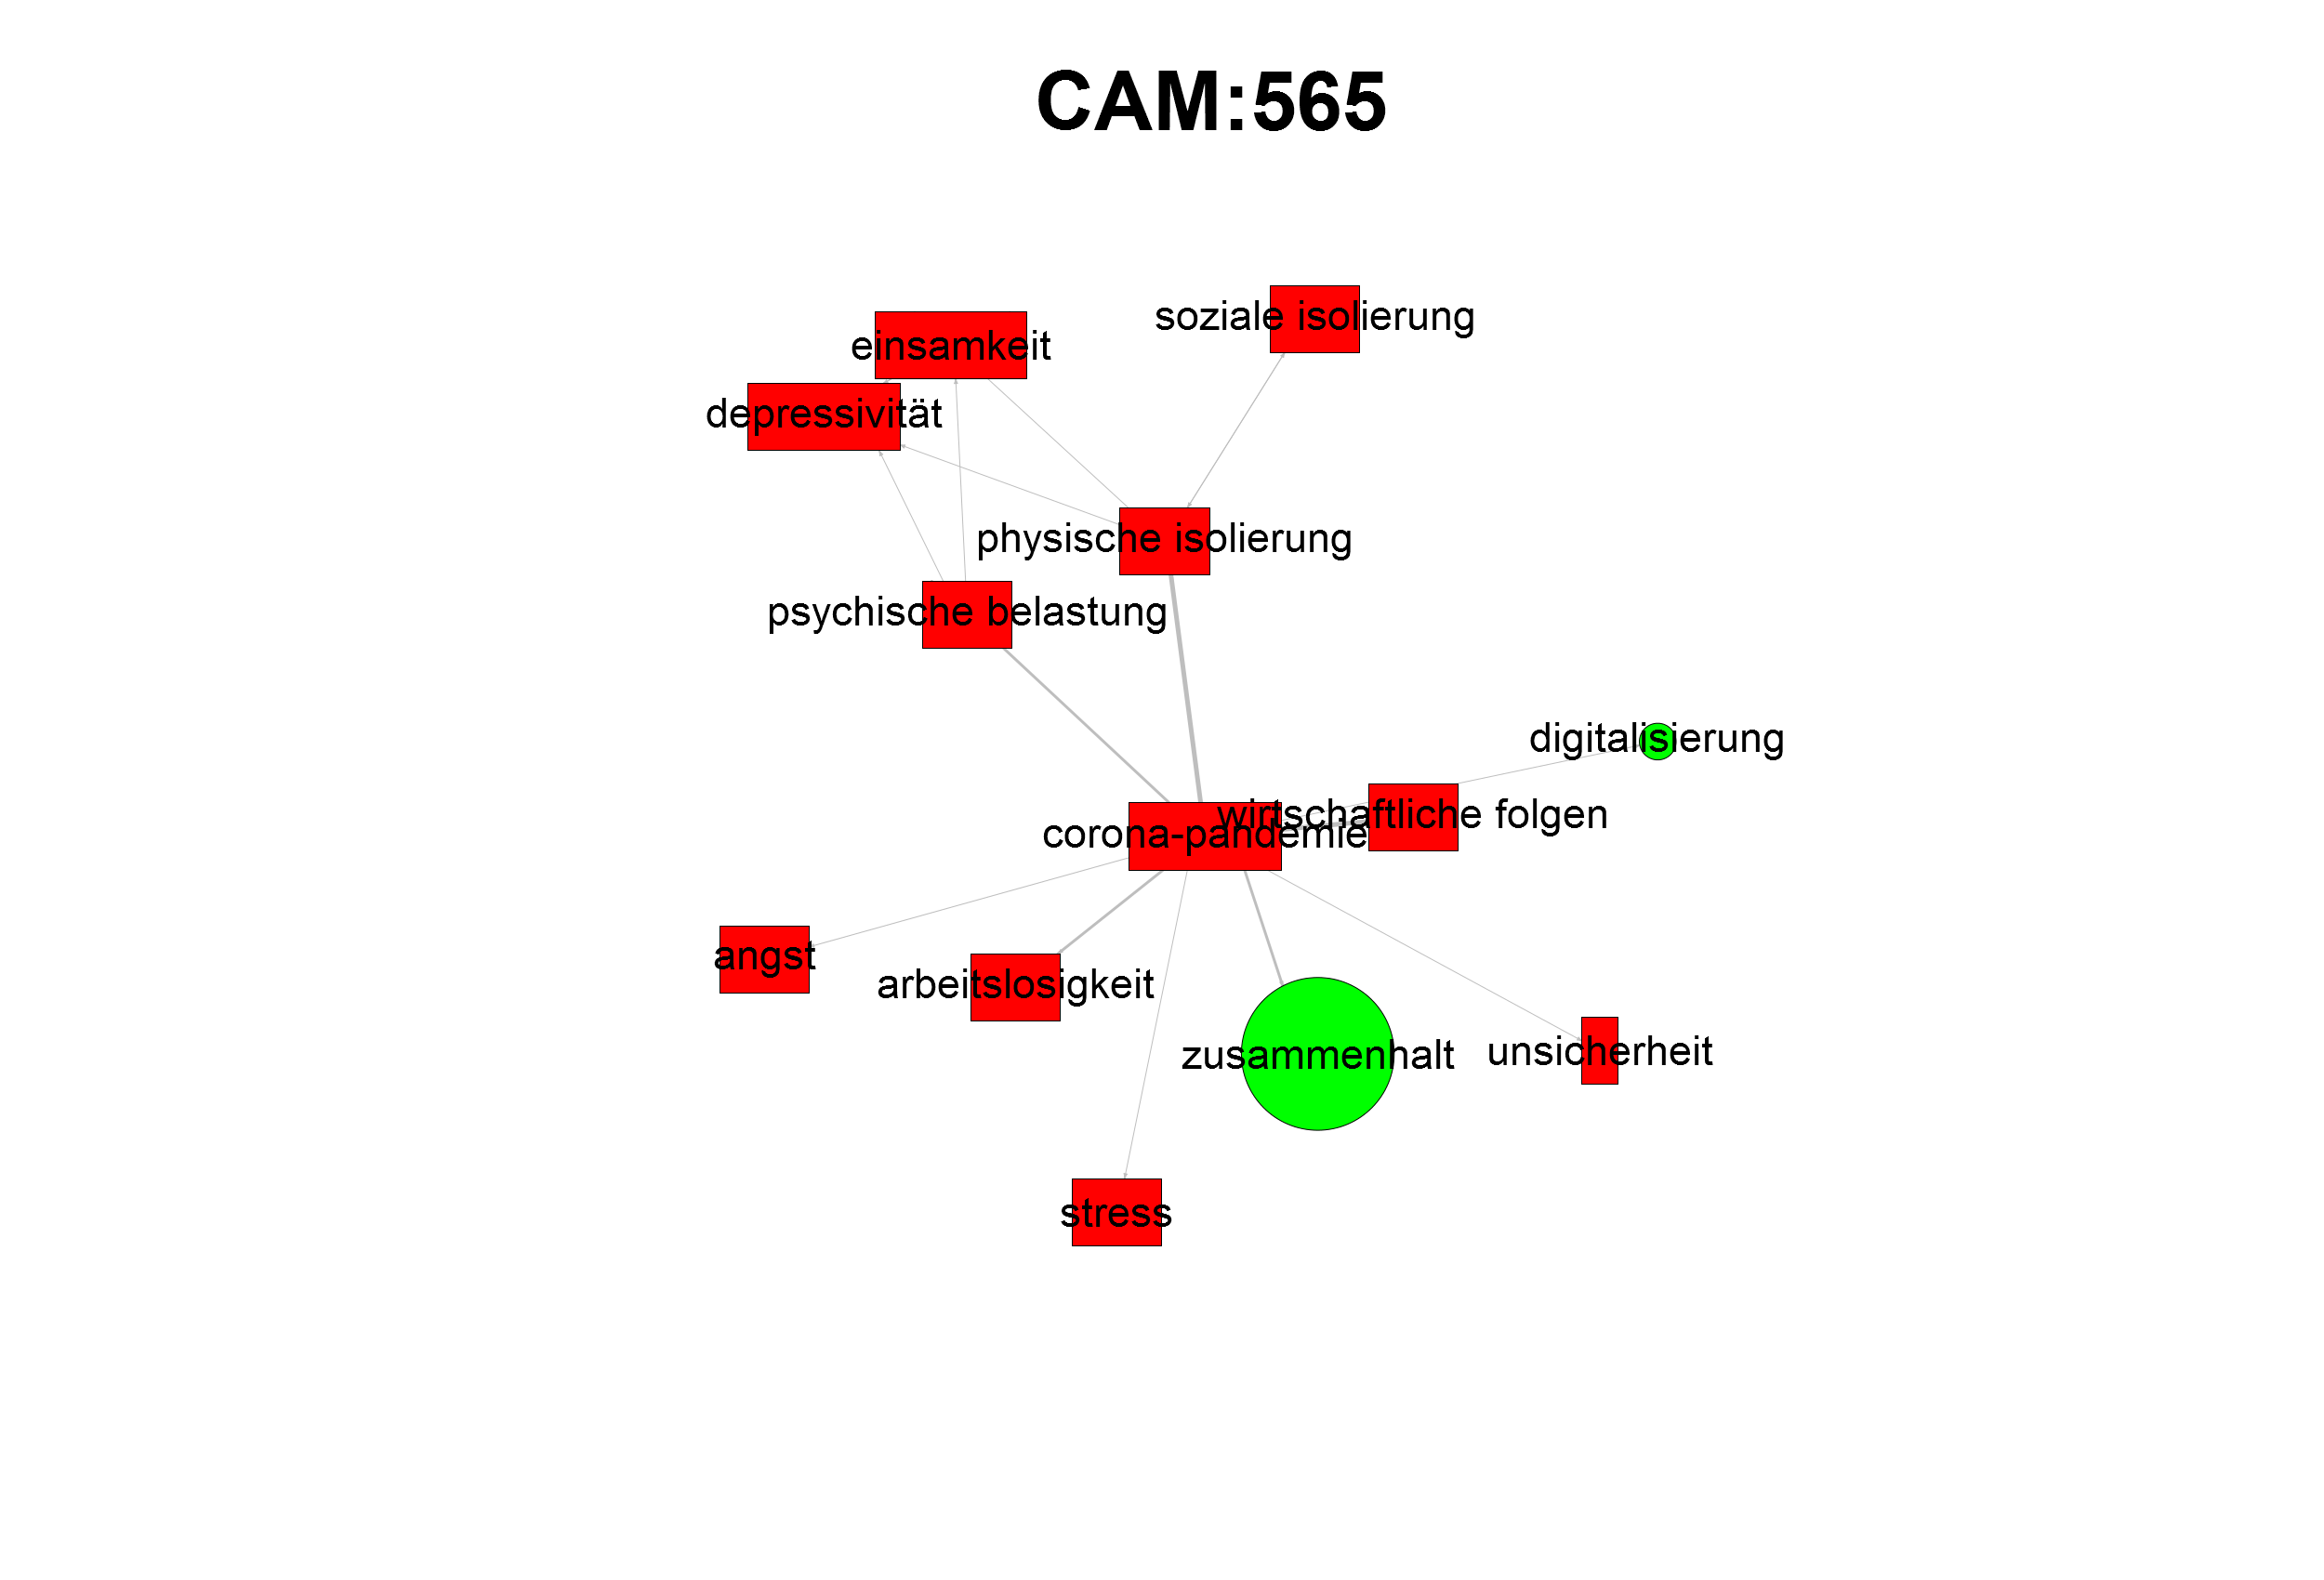 CAM:565
soziale isolierung
einsamkeit
depressivität
physische isolierung
psychische belastung
digitalisierung
wirtschaftliche folgen
corona-pandemie
angst
arbeitslosigkeit
zusammenhalt
unsicherheit
stress